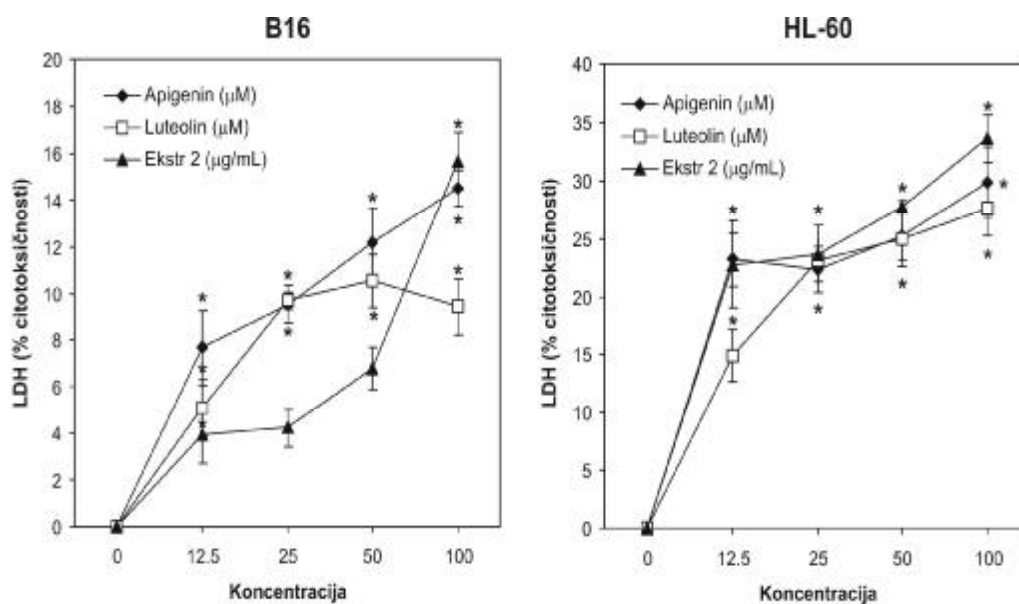 B16
LDH (% citotoksičnosti)
20
18
16
14
12
10
8
6
4
2
0
Apigenin (µM)
Luteolin (µM)
Ekstr 2 (µg/mL)
*
*
*
*
*
*
*
*
*
*
0 12.5 25 50 100
Koncentracija
HL-60
LDH (% citotoksičnosti)
40
35
30
25
20
15
10
5
0
Apigenin (µM)
Luteolin (µM)
Ekstr 2 (µg/mL)
*
*
*
*
*
*
*
*
*
0 12.5 25 50 100
Koncentracija